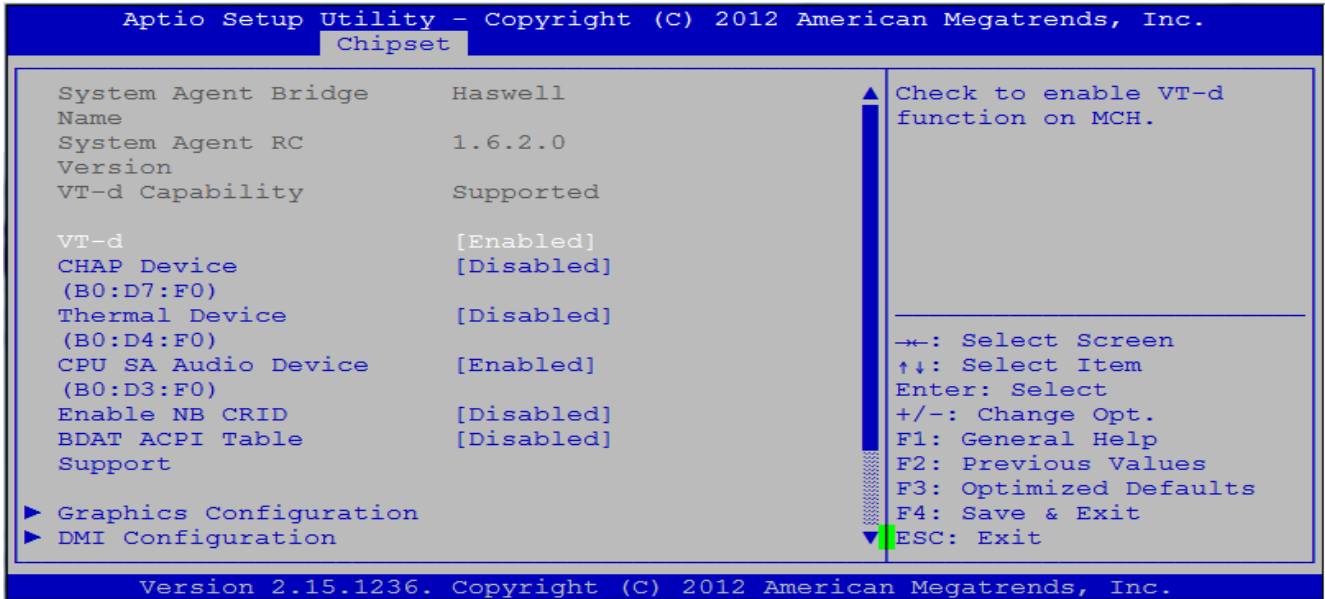 Aptio Setup Utility – Copyright (C) 2012 American Megatrends, Inc.
Chipset
System Agent Bridge Haswell
Name
System Agent RC 1.6.2.0
Version
VT-d Capability Supported
VT-d [Enabled]
CHAP Device [Disabled]
(B0:D7:F0)
Thermal Device [Disabled]
(B0:D4:F0)
CPU SA Audio Device [Enabled]
(B0:D3:F0)
Enable NB CRID [Disabled]
BDAT ACPI Table [Disabled]
Support
► Graphics Configuration
► DMI Configuration
Check to enable VT-d
function on MCH.
→←: Select Screen
↑↓: Select Item
Enter: Select
+/-: Change Opt.
F1: General Help
F2: Previous Values
F3: Optimized Defaults
F4: Save & Exit
ESC: Exit
Version 2.15.1236. Copyright (C) 2012 American Megatrends, Inc.